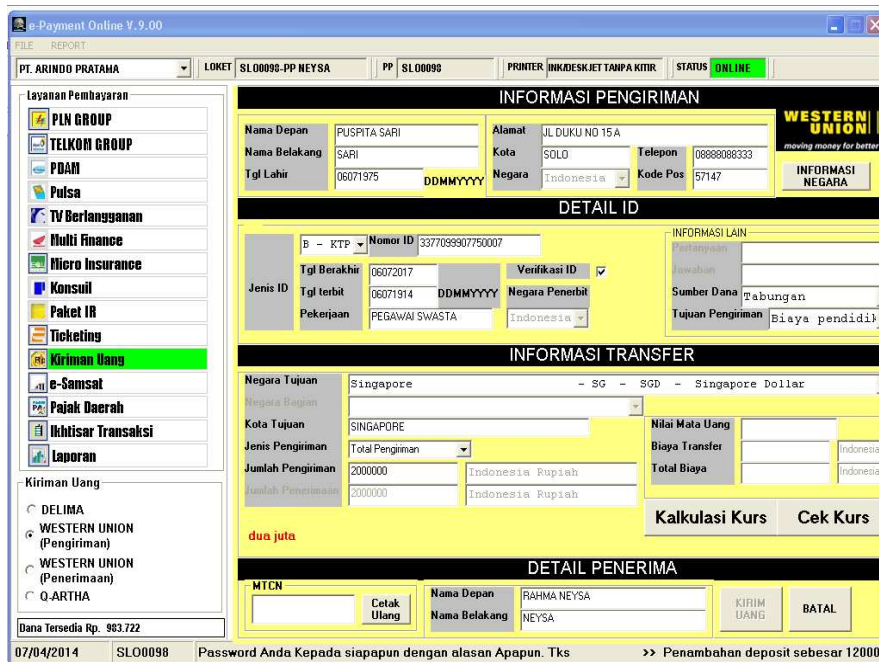 e-Payment Online V.9.00
FILE REPORT
PT. ARINDO PRATAMA LOKET SLO0098-PP NEYSA PP SLO0098 PRINTER INK/DESKJET TANPA KITIR STATUS ONLINE
Layanan Pembayaran
PLN GROUP
TELKOM GROUP
PDAM
Pulsa
TV Berlangganan
Multi Finance
Micro Insurance
Konsuil
Paket IR
Ticketing
Kiriman Uang
e-Samsat
Pajak Daerah
Ikhtisar Transaksi
Laporan
Kiriman Uang
DELIMA
WESTERN UNION
(Pengiriman)
WESTERN UNION
(Penerimaan)
Q-ARTHA
Dana Tersedia Rp. 983.722
INFORMASI PENGIRIMAN
Nama Depan PUSPITA SARI
Nama Belakang SARI
Tgl Lahir 06071975 DDMMYYYY
Alamat JL DUKU NO 15 A
Kota SOLO Telepon 08888088333
Negara Indonesia Kode Pos 57147
WESTERN
UNION
moving money for better
INFORMASI
NEGARA
DETAIL ID
Jenis ID B - KTP Nomor ID 3377099907750007
Tgl Berakhir 06072017 Verifikasi ID
Tgl terbit 06071914 DDMMYYYY Negara Penerbit
Pekerjaan PEGAWAI SWASTA Indonesia
INFORMASI LAIN
Pertanyaan
Jawaban
Sumber Dana Tabungan
Tujuan Pengiriman Biaya pendidik
INFORMASI TRANSFER
Negara Tujuan Singapore - SG - SGD - Singapore Dollar
Negara Bagian
Kota Tujuan SINGAPORE
Jenis Pengiriman Total Pengiriman
Jumlah Pengiriman 2000000 Indonesia Rupiah
Jumlah Penerimaan 2000000 Indonesia Rupiah
dua juta
Nilai Mata Uang
Biaya Transfer Indonesia
Total Biaya Indonesia
Kalkulasi Kurs Cek Kurs
DETAIL PENERIMA
MTCN
Cetak
Ulang
Nama Depan RAHMA NEYSA
Nama Belakang NEYSA
KIRIM
UANG
BATAL
07/04/2014 SLO0098 Password Anda Kepada siapapun dengan alasan Apapun. Tks >> Penambahan deposit sebesar 12000